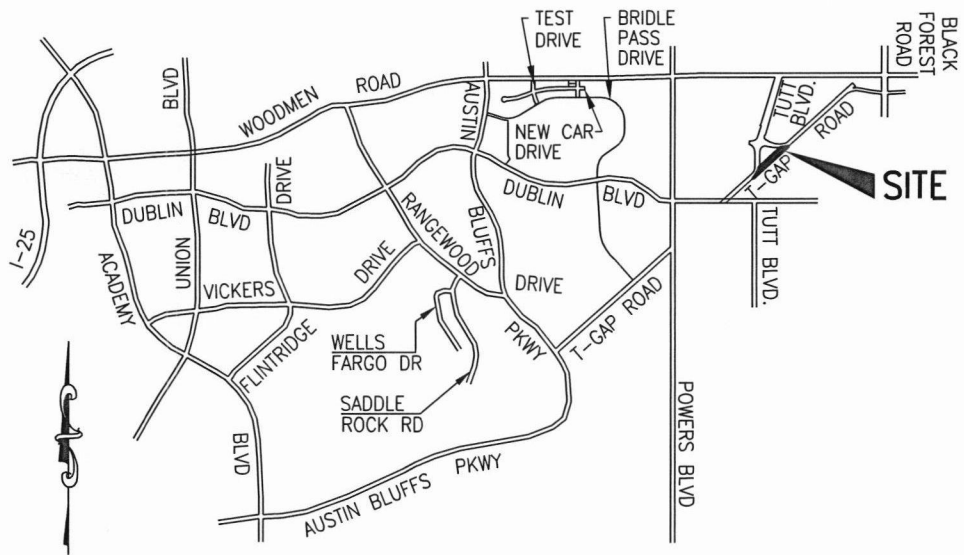 TEST
DRIVE
BRIDLE
PASS
DRIVE
BLACK
FOREST
ROAD
BLVD
WOODMEN
ROAD
AUSTIN
TUTT
BLVD.
ROAD
NEW CAR
DRIVE
T-GAP
SITE
DRIVE
DUBLIN
BLVD
DUBLIN
BLVD
RANGEWOOD
BLUFFS
TUTT BLVD.
I-25
ACADEMY
UNION
VICKERS
DRIVE
DRIVE
T-GAP ROAD
FLINTRIDGE
WELLS
FARGO DR
PKWY
SADDLE
ROCK RD
POWERS BLVD
BLVD
AUSTIN BLUFFS
PKWY